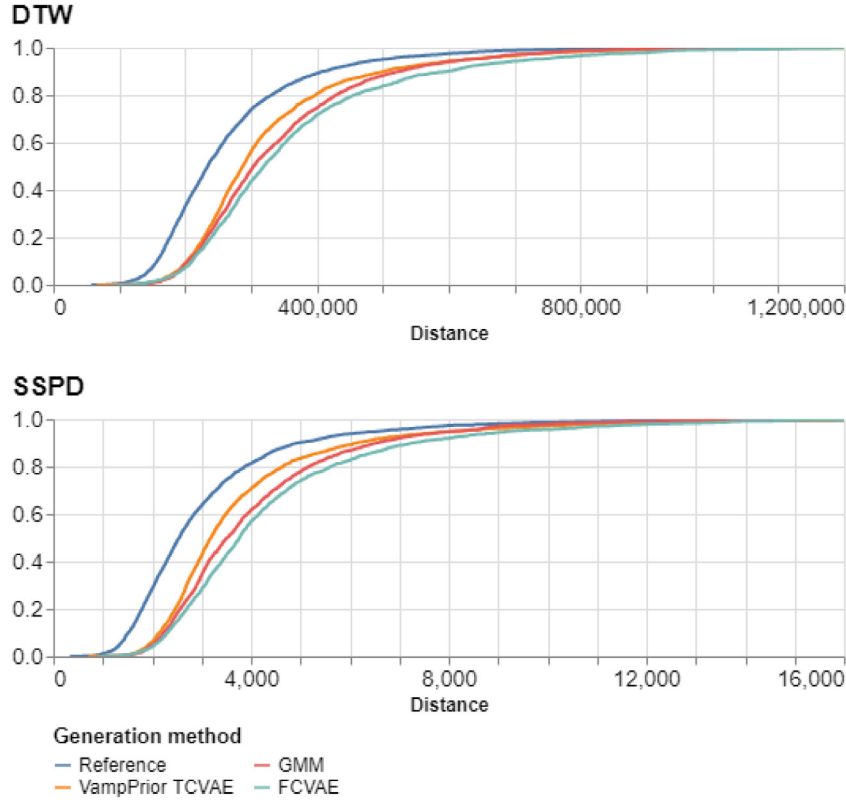 DTW
1.0
0.8
0.6
0.4
0.2
0.0
0 400,000 800,000 1,200,000
Distance
SSPD
1.0
0.8
0.6
0.4
0.2
0.0
0 4,000 8,000 12,000 16,000
Distance
Generation method
Reference GMM
VampPrior TCVAE FCVAE